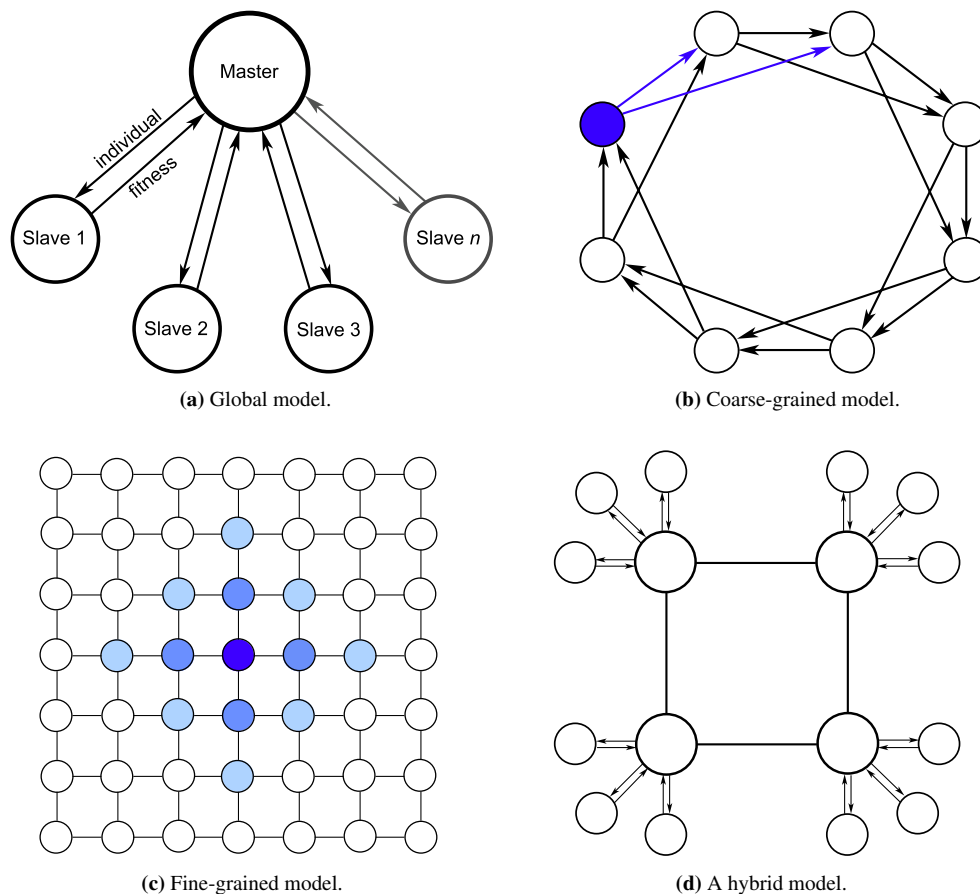 Master
individual
fitness
Slave 1
Slave n
Slave 2
Slave 3
(a) Global model.
(b) Coarse-grained model.
(c) Fine-grained model.
(d) A hybrid model.